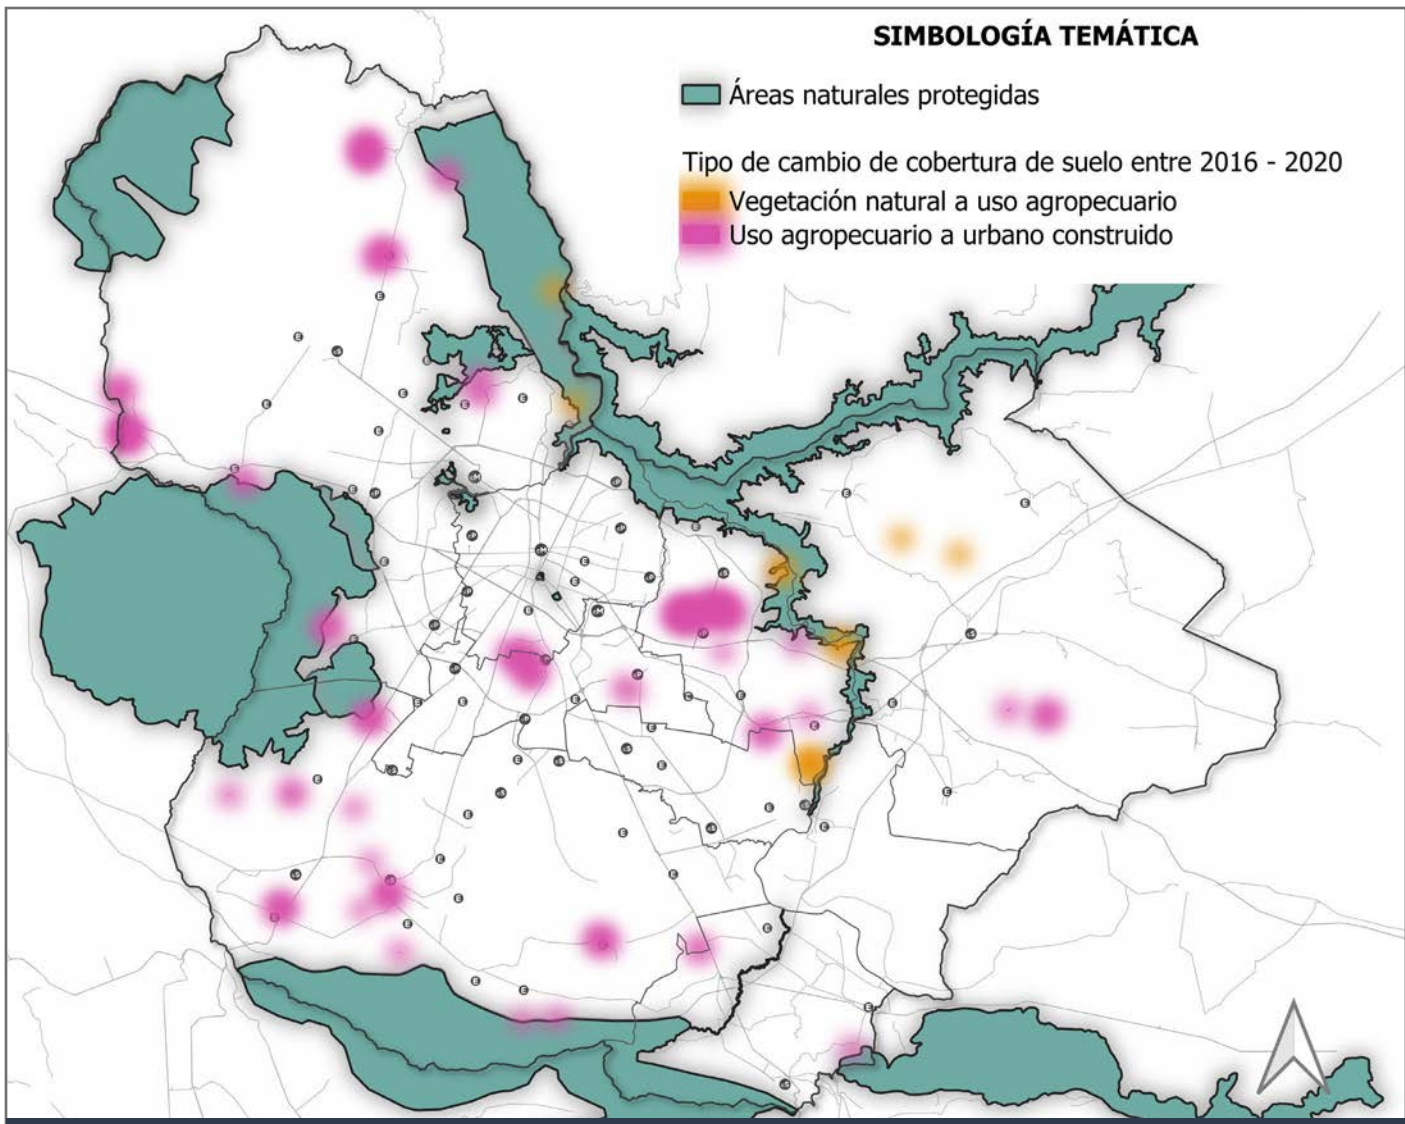 SIMBOLOGÍA TEMÁTICA
Áreas naturales protegidas
Tipo de cambio de cobertura de suelo entre 2016 - 2020
Vegetación natural a uso agropecuario
Uso agropecuario a urbano construido